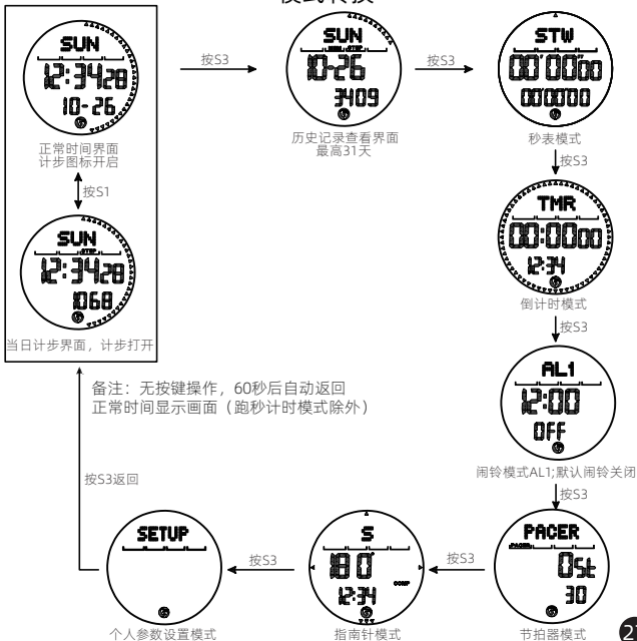 模式转换
SUN
12:3428
10-26
正常时间界面
计步图标开启
按S3
SUN
STEP
10-26
3409
历史记录查看界面
最高31天
按S3
STW
00'00"00
00:00'00
秒表模式
按S3
按S1
SUN
STEP
12:3428
1068
当日计步界面，计步打开
TMR
00:0000
12:34
倒计时模式
按S3
AL1
12:00
OFF
闹铃模式AL1;默认闹铃关闭
按S3
备注：无按键操作，60秒后自动返回
正常时间显示画面（跑秒计时模式除外）
按S3返回
SETUP
个人参数设置模式
按S3
S
180°
COMP
12:34
指南针模式
按S3
PACER
PACER
0St
30
节拍器模式